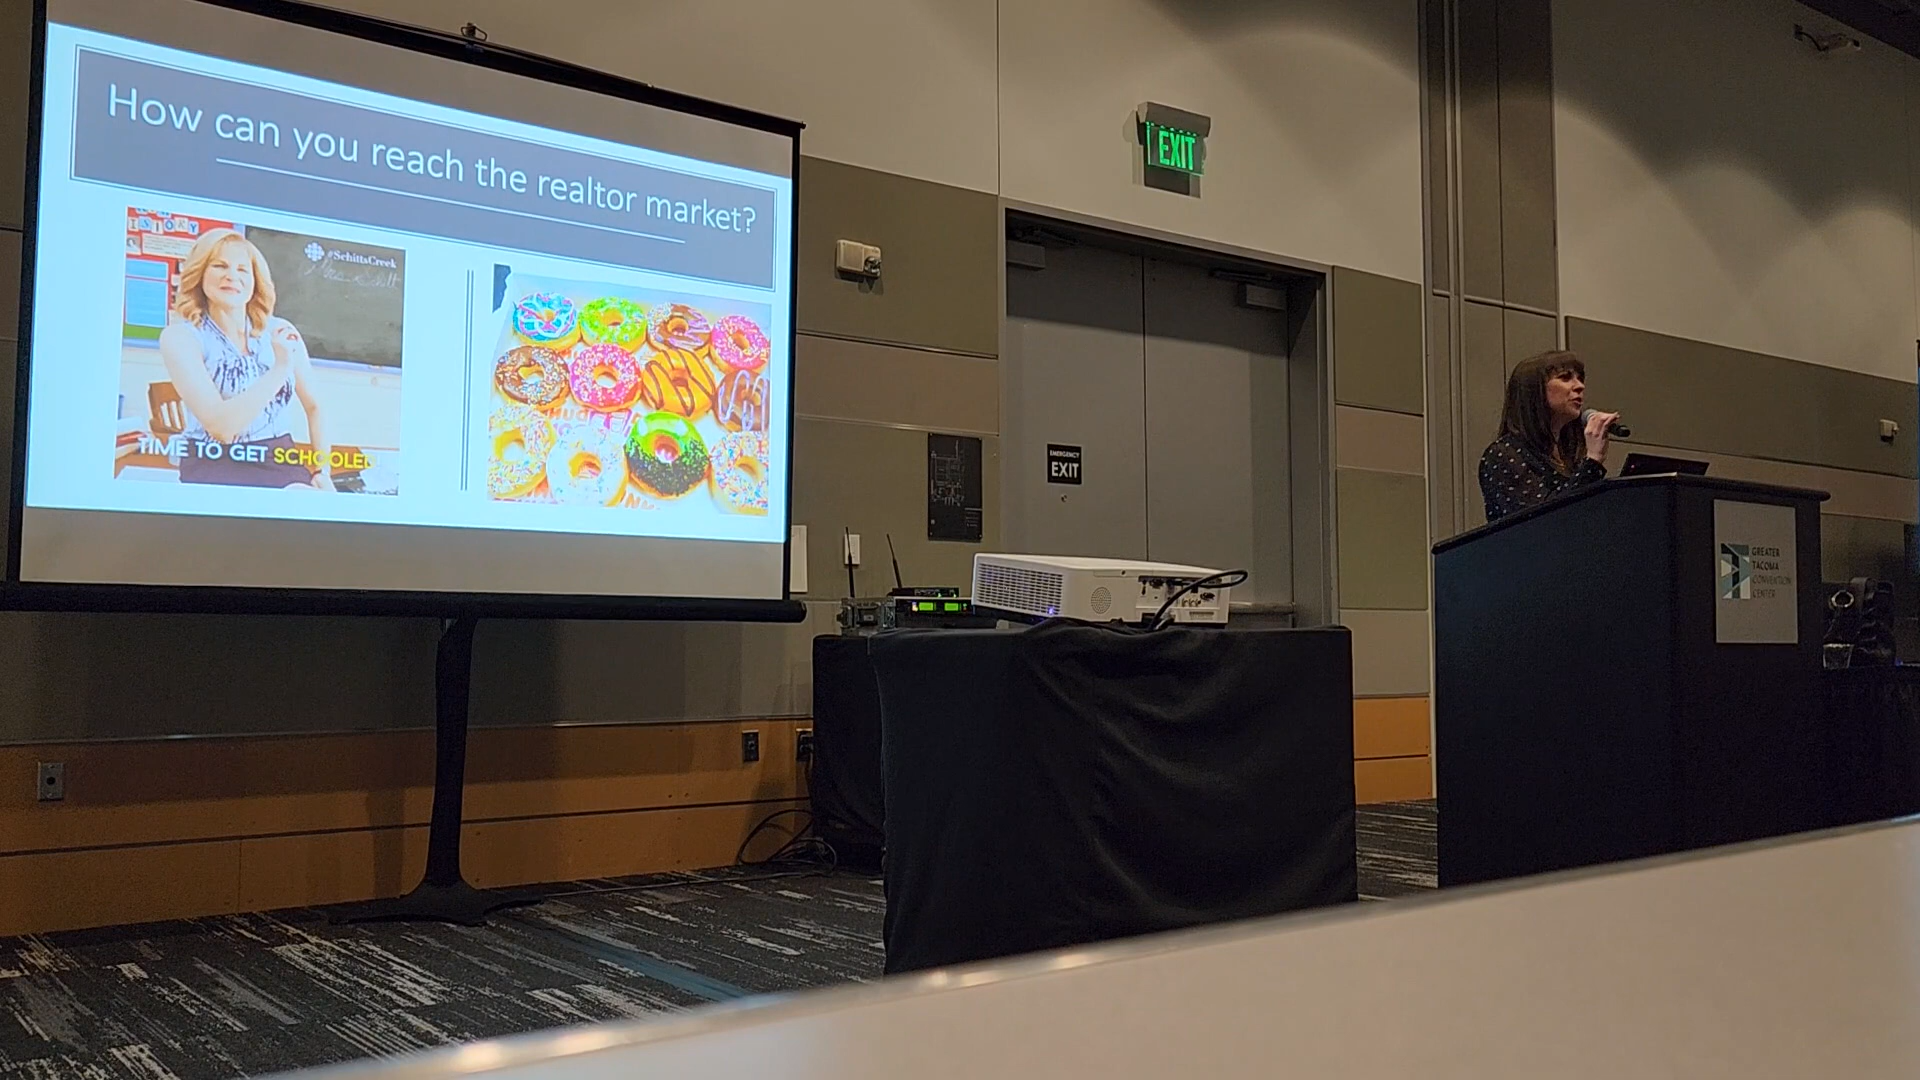 How can you reach the realtor market?
ISTORY
#SchittsCreek
TIME TO GET SCHOOLED
EXIT
EMERGENCY
EXIT
GREATER
TACOMA
CONVENTION
CENTER